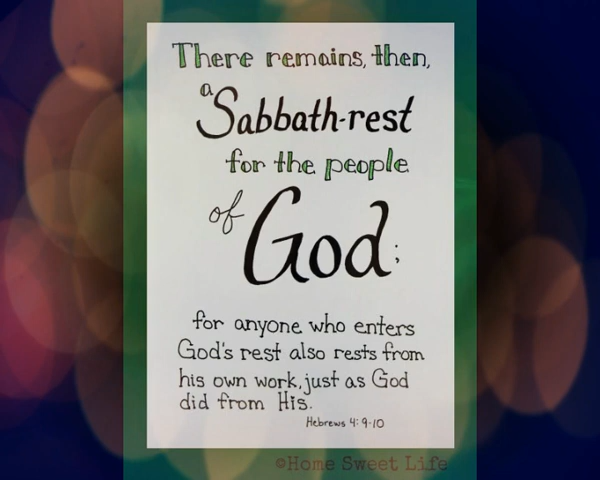 There remains, then,
a Sabbath-rest
for the people
of God;
for anyone who enters
God's rest also rests from
his own work, just as God
did from His.
Hebrews 4: 9-10
©Home Sweet Life